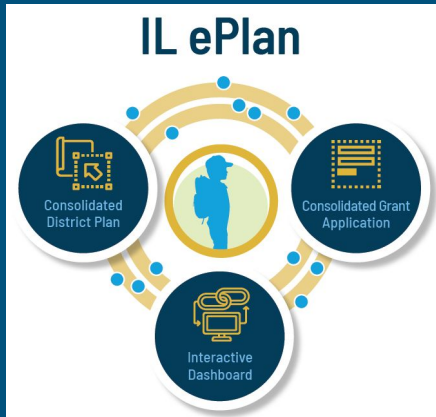 IL ePlan
Consolidated
District Plan
Consolidated Grant
Application
Interactive
Dashboard